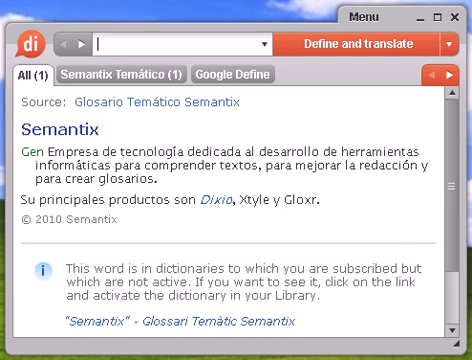 Menu
di
Define and translate
All (1) Semantix Temático (1) Google Define
Source: Glosario Temático Semantix
Semantix
Gen Empresa de tecnología dedicada al desarrollo de herramientas
informáticas para comprender textos, para mejorar la redacción y
para crear glosarios.
Su principales productos son Dixio, Xtyle y Gloxr.
© 2010 Semantix
i
This word is in dictionaries to which you are subscribed but
which are not active. If you want to see it, click on the link
and activate the dictionary in your Library.
"Semantix" - Glossari Temàtic Semantix